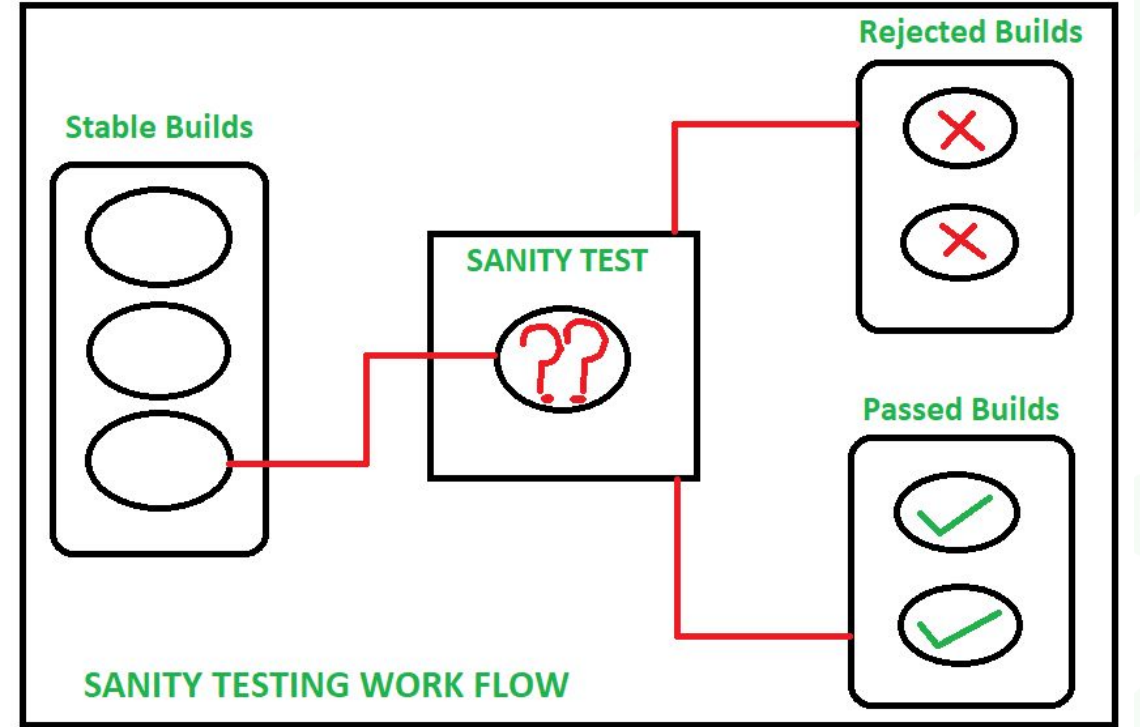 Rejected Builds
Stable Builds
SANITY TEST
??
Passed Builds
SANITY TESTING WORK FLOW